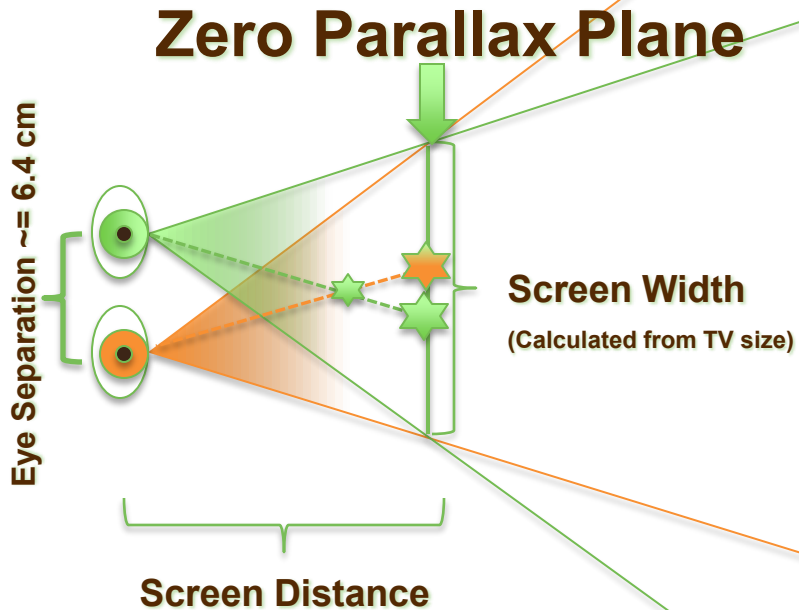 Zero Parallax Plane
Eye Separation ~= 6.4 cm
Screen Width
(Calculated from TV size)
Screen Distance